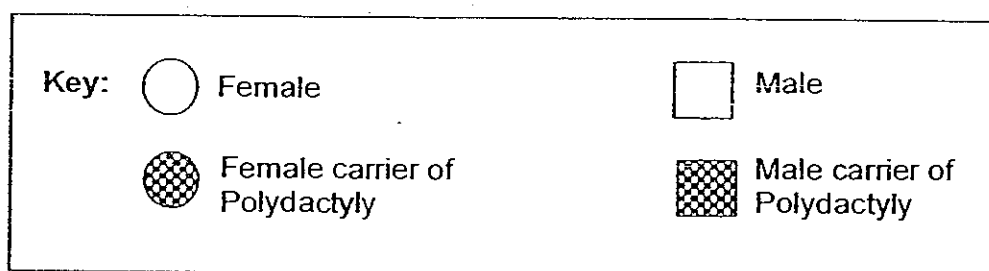 Key: Female Male
Female carrier of Polydactyly
Male carrier of Polydactyly